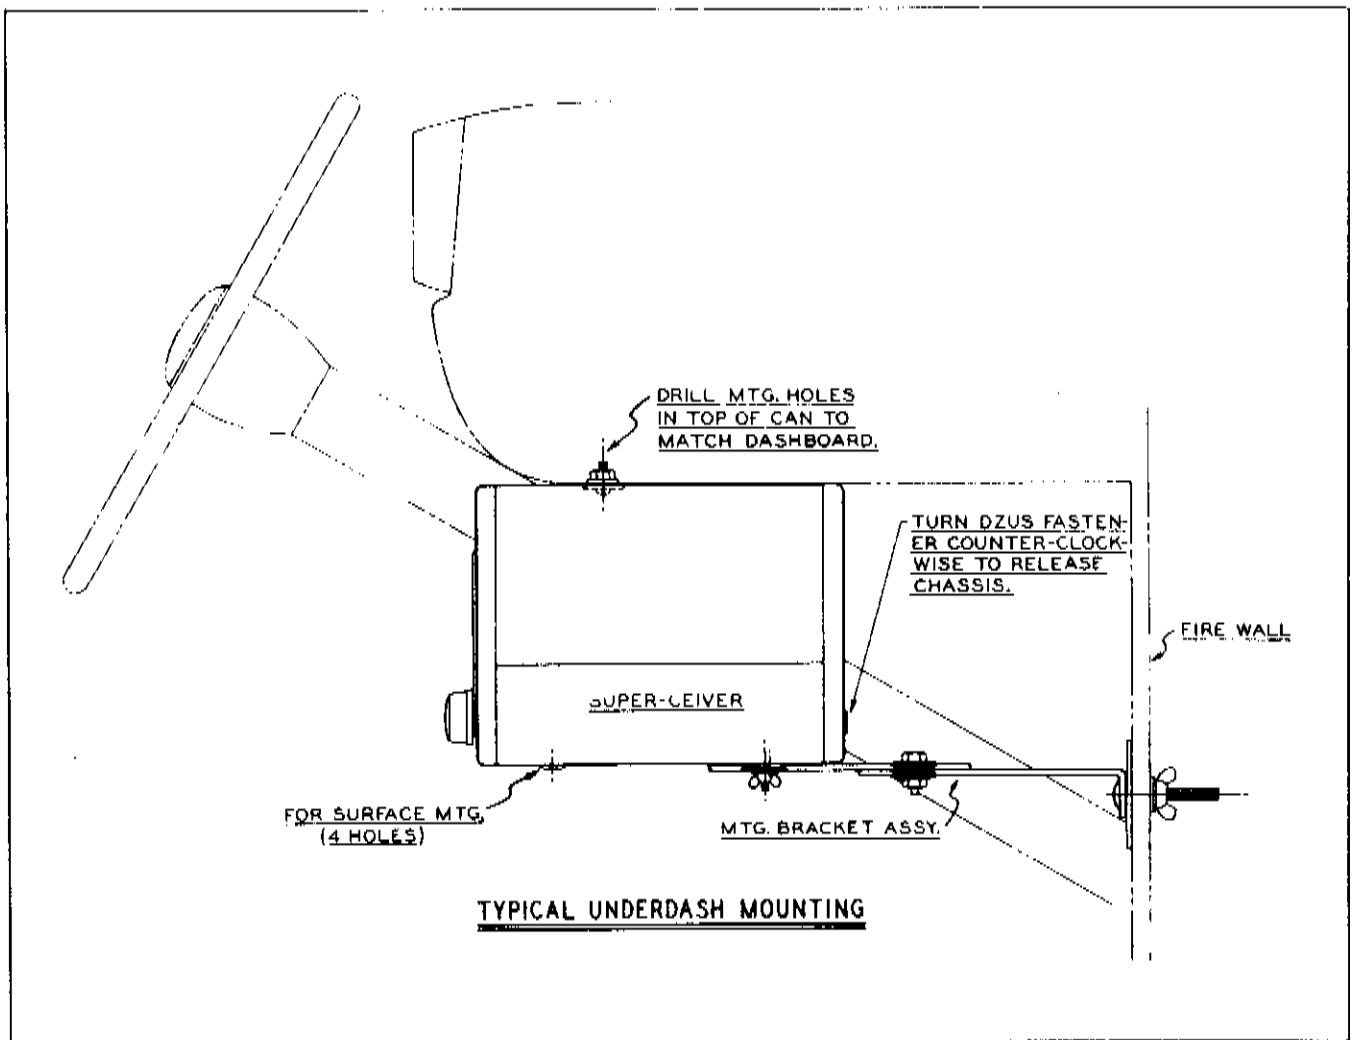 DRILL MTG. HOLES
IN TOP OF CAN TO
MATCH DASHBOARD.
TURN DZUS FASTEN-
ER COUNTER-CLOCK-
WISE TO RELEASE
CHASSIS.
FIRE WALL
SUPER-CEIVER
FOR SURFACE MTG.
(4 HOLES)
MTG. BRACKET ASSY.
TYPICAL UNDERDASH MOUNTING